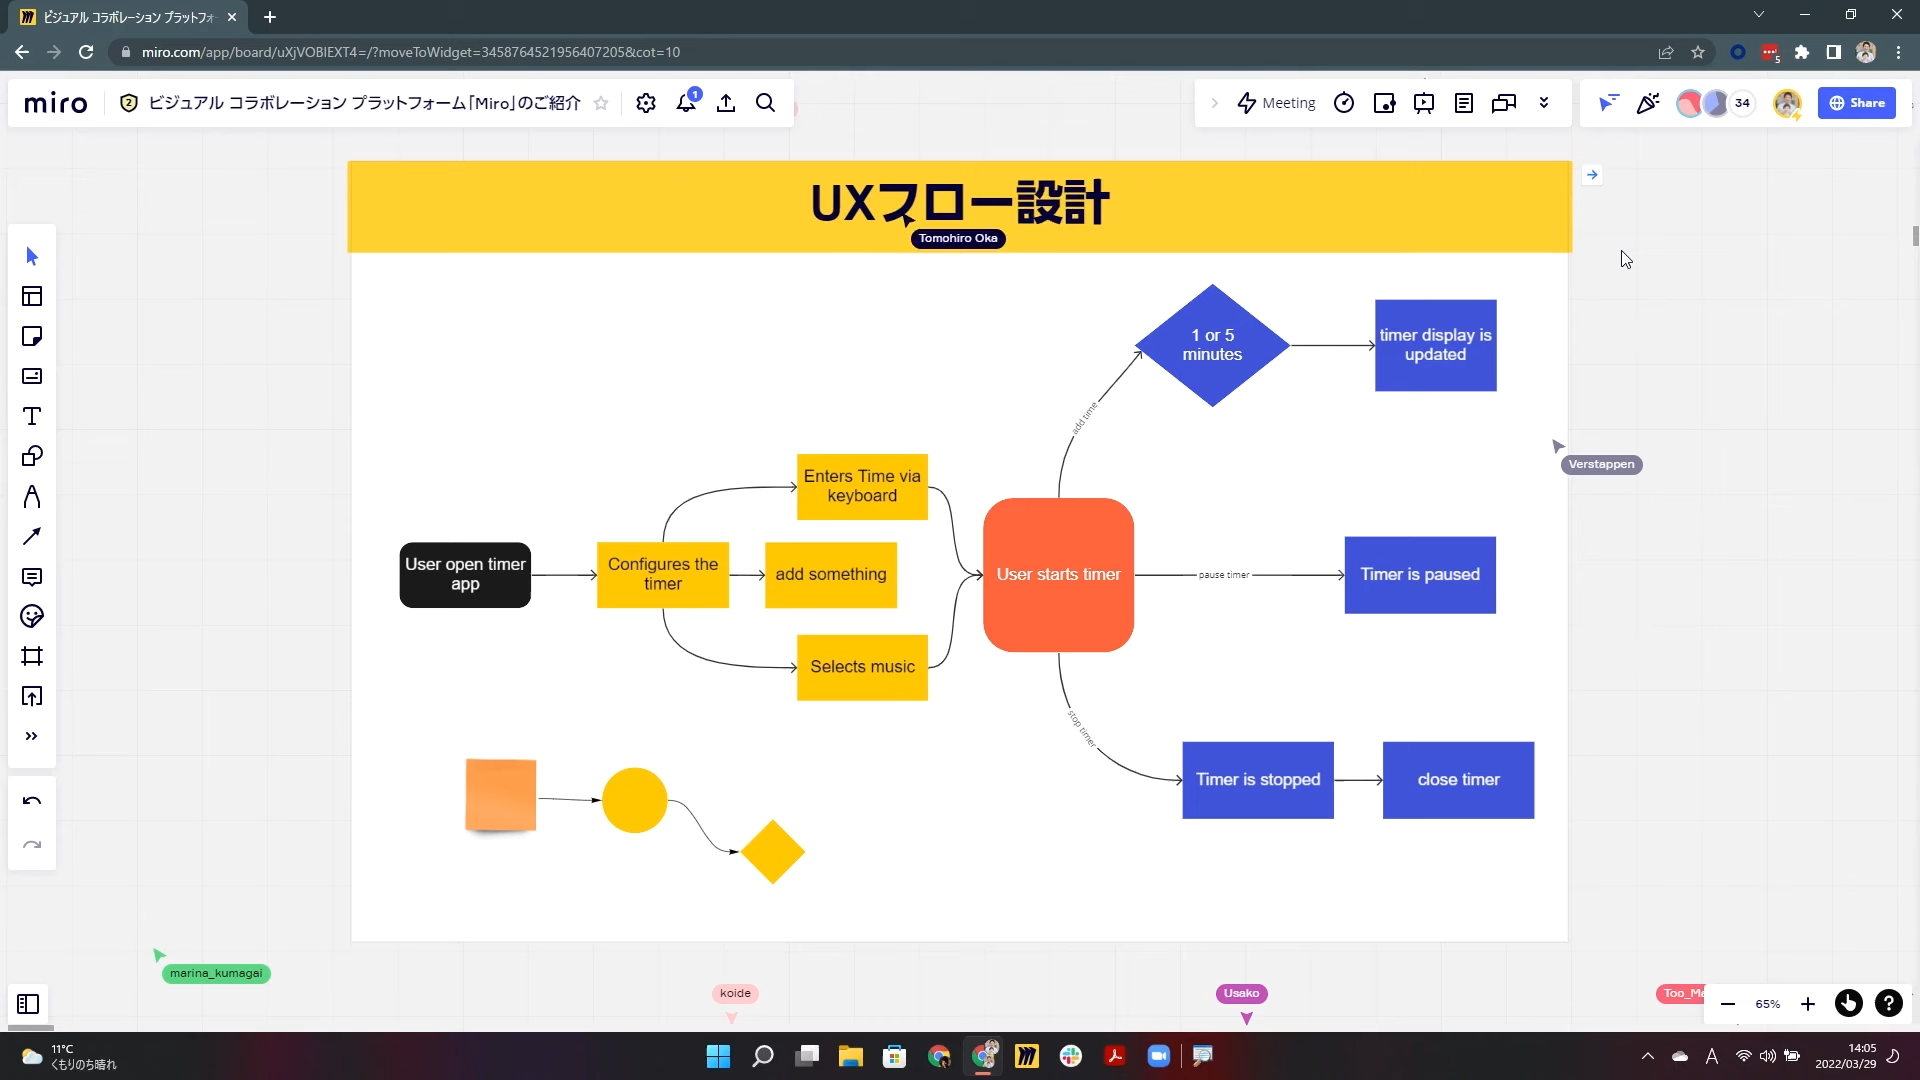 ビジュアル コラボレーション プラットフォー
miro.com/app/board/uXjVOBIEXT4=/?moveToWidget=3458764521956407205&cot=10
5
miro
2
ビジュアル コラボレーション プラットフォーム「Miro」のご紹介
1
Meeting
34
Share
UXフロー設計
Tomohiro Oka
1 or 5
minutes
timer display is
updated
add time
Verstappen
Enters Time via
keyboard
User open timer
app
Configures the
timer
add something
User starts timer
pause timer
Timer is paused
Selects music
stop timer
Timer is stopped
close timer
marina_kumagai
koide
Usako
65%
11°C
くもりのち晴れ
A
14:05
2022/03/29